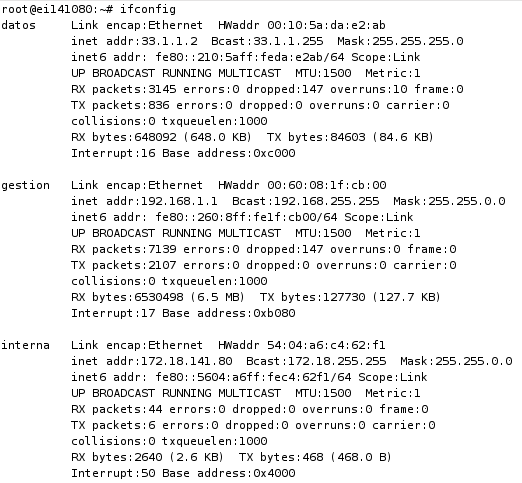 root@ei141080:~# ifconfig
datos Link encap:Ethernet HWaddr 00:10:5a:da:e2:ab
inet addr:33.1.1.2 Bcast:33.1.1.255 Mask:255.255.255.0
inet6 addr: fe80::210:5aff:feda:e2ab/64 Scope:Link
UP BROADCAST RUNNING MULTICAST MTU:1500 Metric:1
RX packets:3145 errors:0 dropped:147 overruns:10 frame:0
TX packets:836 errors:0 dropped:0 overruns:0 carrier:0
collisions:0 txqueuelen:1000
RX bytes:648092 (648.0 KB) TX bytes:84603 (84.6 KB)
Interrupt:16 Base address:0xc000
gestion Link encap:Ethernet HWaddr 00:60:08:1f:cb:00
inet addr:192.168.1.1 Bcast:192.168.255.255 Mask:255.255.0.0
inet6 addr: fe80::260:8ff:fe1f:cb00/64 Scope:Link
UP BROADCAST RUNNING MULTICAST MTU:1500 Metric:1
RX packets:7139 errors:0 dropped:147 overruns:0 frame:0
TX packets:2107 errors:0 dropped:0 overruns:0 carrier:0
collisions:0 txqueuelen:1000
RX bytes:6530498 (6.5 MB) TX bytes:127730 (127.7 KB)
Interrupt:17 Base address:0xb080
interna Link encap:Ethernet HWaddr 54:04:a6:c4:62:f1
inet addr:172.18.141.80 Bcast:172.18.255.255 Mask:255.255.0.0
inet6 addr: fe80::5604:a6ff:fec4:62f1/64 Scope:Link
UP BROADCAST RUNNING MULTICAST MTU:1500 Metric:1
RX packets:44 errors:0 dropped:0 overruns:0 frame:0
TX packets:6 errors:0 dropped:0 overruns:0 carrier:0
collisions:0 txqueuelen:1000
RX bytes:2640 (2.6 KB) TX bytes:468 (468.0 B)
Interrupt:50 Base address:0x4000